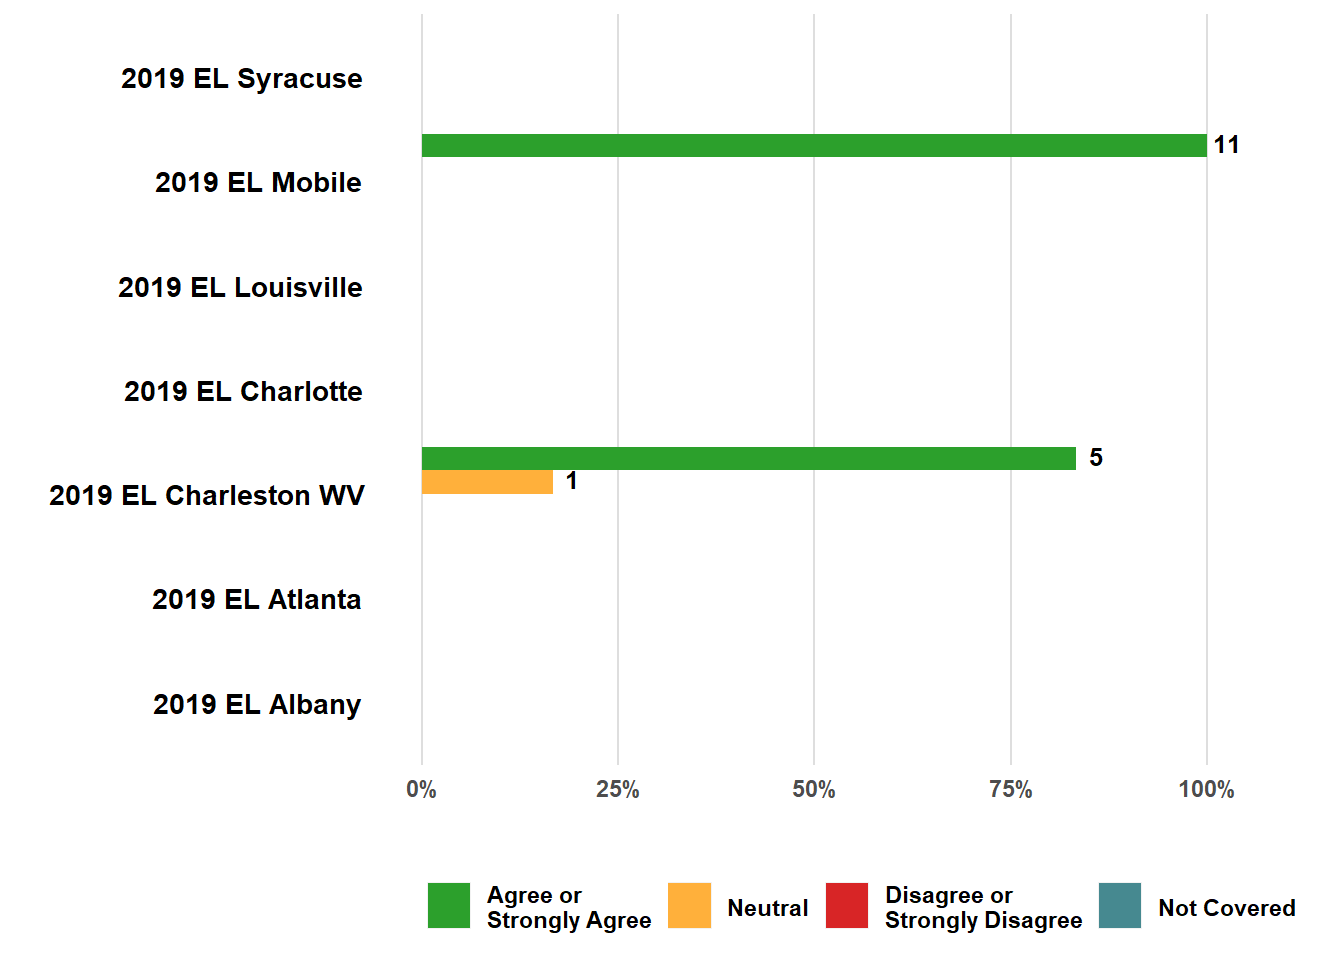 2019 EL Syracuse
11
2019 EL Mobile
2019 EL Louisville
2019 EL Charlotte
5
1
2019 EL Charleston WV
2019 EL Atlanta
2019 EL Albany
0% 25% 50% 75% 100%
Agree or
Strongly Agree
Neutral
Disagree or
Strongly Disagree
Not Covered